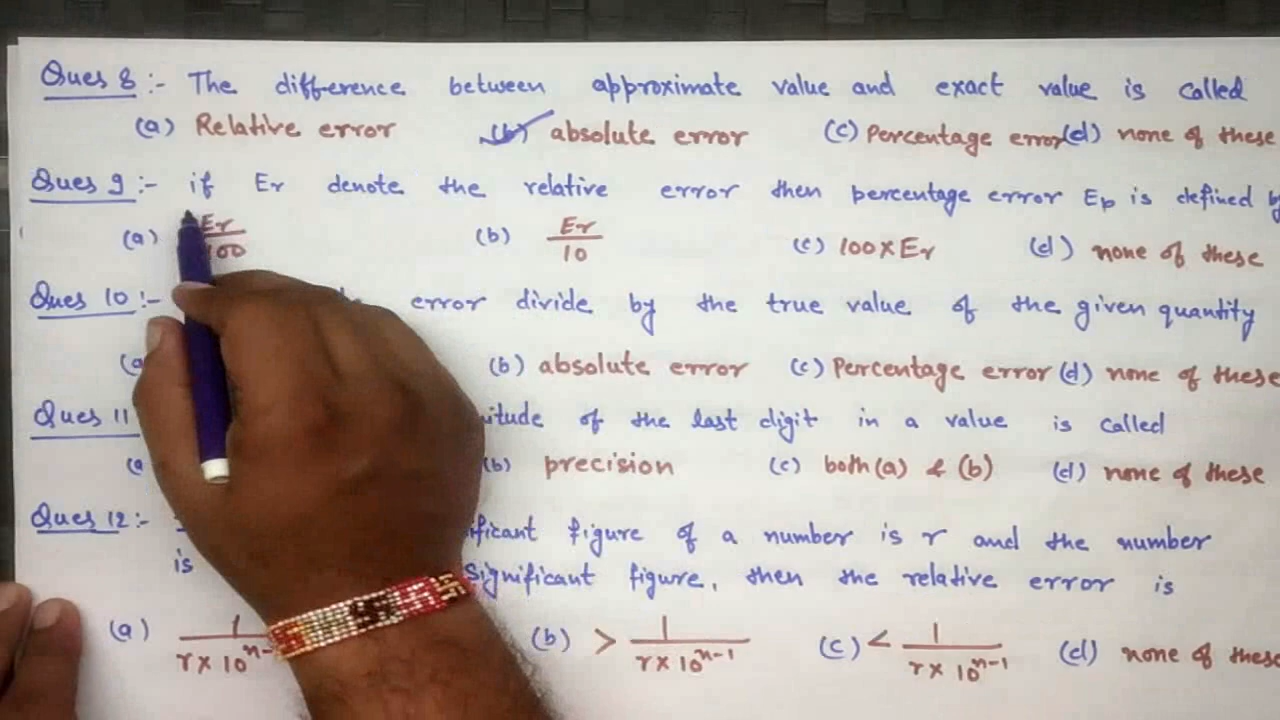 Ques 8 :- The difference between approximate value and exact value is called
(a) Relative error (b) absolute error (c) Percentage error (d) none of these
Ques 9 :- if Er denote the relative error then percentage error Ep is defined by
(a) Er/100 (b) Er/10 (c) 100×Er (d) none of these
Ques 10 :- error divide by the true value of the given quantity
(b) absolute error (c) Percentage error (d) none of these
Ques 11 of the last digit in a value is called
(b) precision (c) both (a) & (b) (d) none of these
Ques 12 :- figure of a number is r and the number
is significant figure, then the relative error is
(a) (b) > 1/r×10^n-1 (c) < 1/r×10^n-1 (d) none of these